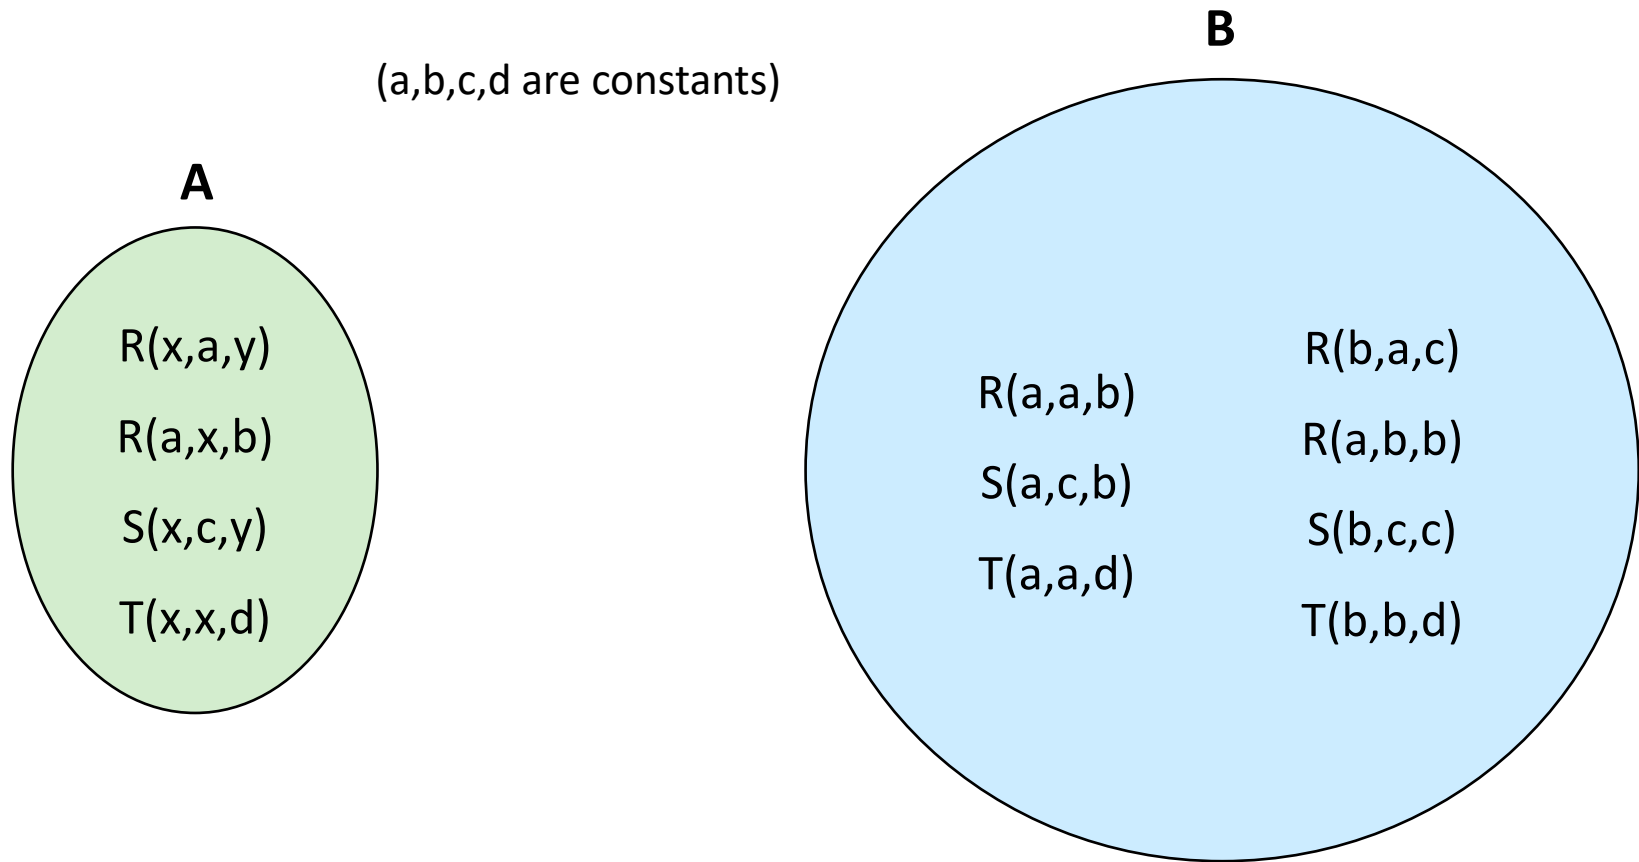 B
(a,b,c,d are constants)
A
R(x,a,y)
R(a,x,b)
S(x,c,y)
T(x,x,d)
R(a,a,b)
S(a,c,b)
T(a,a,d)
R(b,a,c)
R(a,b,b)
S(b,c,c)
T(b,b,d)